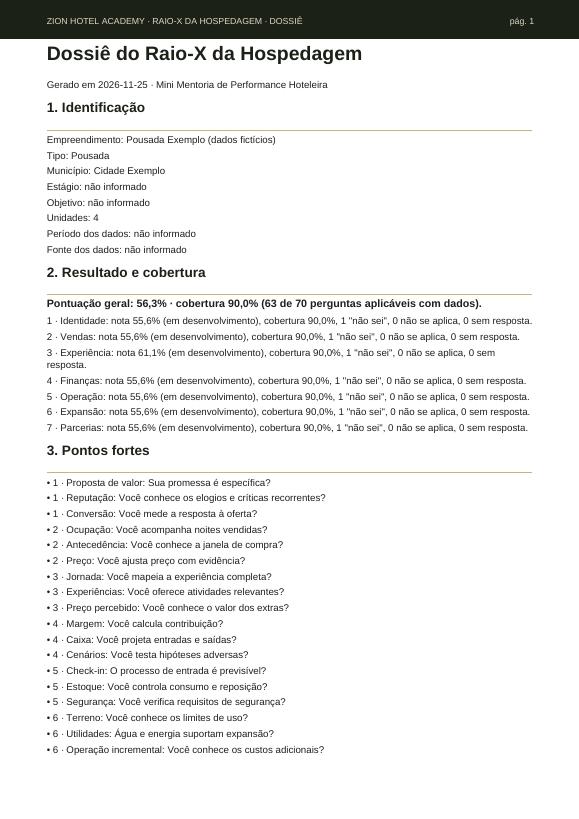 ZION HOTEL ACADEMY · RAIO-X DA HOSPEDAGEM · DOSSIÊ pág. 1
Dossiê do Raio-X da Hospedagem
Gerado em 2026-11-25 · Mini Mentoria de Performance Hoteleira
1. Identificação
Empreendimento: Pousada Exemplo (dados fictícios)
Tipo: Pousada
Município: Cidade Exemplo
Estágio: não informado
Objetivo: não informado
Unidades: 4
Período dos dados: não informado
Fonte dos dados: não informado
2. Resultado e cobertura
Pontuação geral: 56,3% · cobertura 90,0% (63 de 70 perguntas aplicáveis com dados).
1 · Identidade: nota 55,6% (em desenvolvimento), cobertura 90,0%, 1 "não sei", 0 não se aplica, 0 sem resposta.
2 · Vendas: nota 55,6% (em desenvolvimento), cobertura 90,0%, 1 "não sei", 0 não se aplica, 0 sem resposta.
3 · Experiência: nota 61,1% (em desenvolvimento), cobertura 90,0%, 1 "não sei", 0 não se aplica, 0 sem
resposta.
4 · Finanças: nota 55,6% (em desenvolvimento), cobertura 90,0%, 1 "não sei", 0 não se aplica, 0 sem resposta.
5 · Operação: nota 55,6% (em desenvolvimento), cobertura 90,0%, 1 "não sei", 0 não se aplica, 0 sem resposta.
6 · Expansão: nota 55,6% (em desenvolvimento), cobertura 90,0%, 1 "não sei", 0 não se aplica, 0 sem resposta.
7 · Parcerias: nota 55,6% (em desenvolvimento), cobertura 90,0%, 1 "não sei", 0 não se aplica, 0 sem resposta.
3. Pontos fortes
• 1 · Proposta de valor: Sua promessa é específica?
• 1 · Reputação: Você conhece os elogios e críticas recorrentes?
• 1 · Conversão: Você mede a resposta à oferta?
• 2 · Ocupação: Você acompanha noites vendidas?
• 2 · Antecedência: Você conhece a janela de compra?
• 2 · Preço: Você ajusta preço com evidência?
• 3 · Jornada: Você mapeia a experiência completa?
• 3 · Experiências: Você oferece atividades relevantes?
• 3 · Preço percebido: Você conhece o valor dos extras?
• 4 · Margem: Você calcula contribuição?
• 4 · Caixa: Você projeta entradas e saídas?
• 4 · Cenários: Você testa hipóteses adversas?
• 5 · Check-in: O processo de entrada é previsível?
• 5 · Estoque: Você controla consumo e reposição?
• 5 · Segurança: Você verifica requisitos de segurança?
• 6 · Terreno: Você conhece os limites de uso?
• 6 · Utilidades: Água e energia suportam expansão?
• 6 · Operação incremental: Você conhece os custos adicionais?